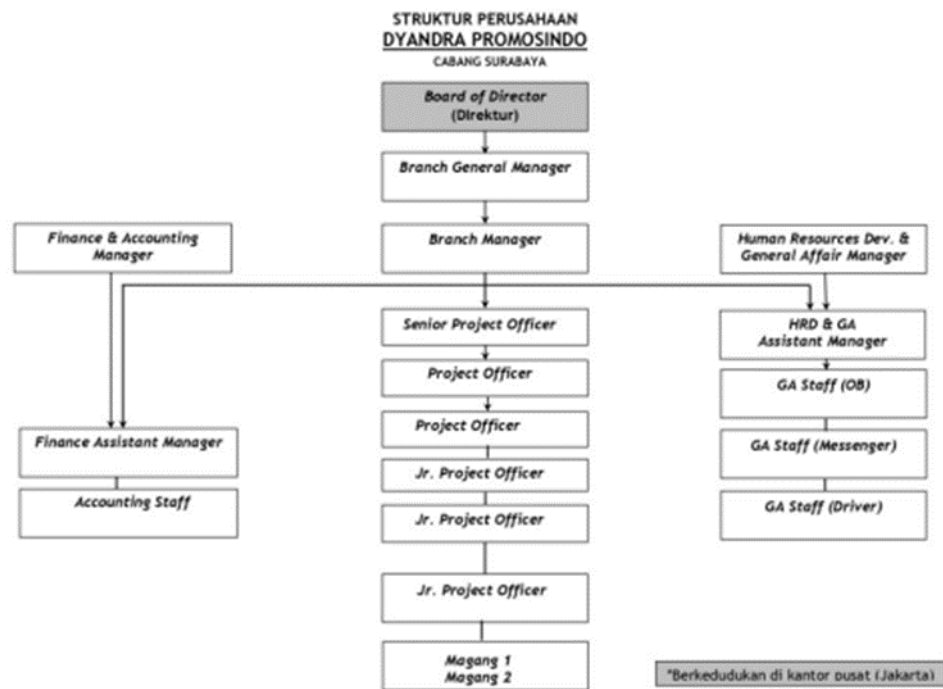 STRUKTUR PERUSAHAAN
DYANDRA PROMOSINDO
CABANG SURABAYA
Board of Director
(Direktur)
Branch General Manager
Finance & Accounting
Manager
Branch Manager
Human Resources Dev. &
General Affair Manager
Senior Project Officer
HRD & GA
Assistant Manager
Project Officer
GA Staff (OB)
Project Officer
Finance Assistant Manager
GA Staff (Messenger)
Jr. Project Officer
Accounting Staff
GA Staff (Driver)
Jr. Project Officer
Jr. Project Officer
Magang 1
Magang 2
*Berkedudukan di kantor pusat (Jakarta)